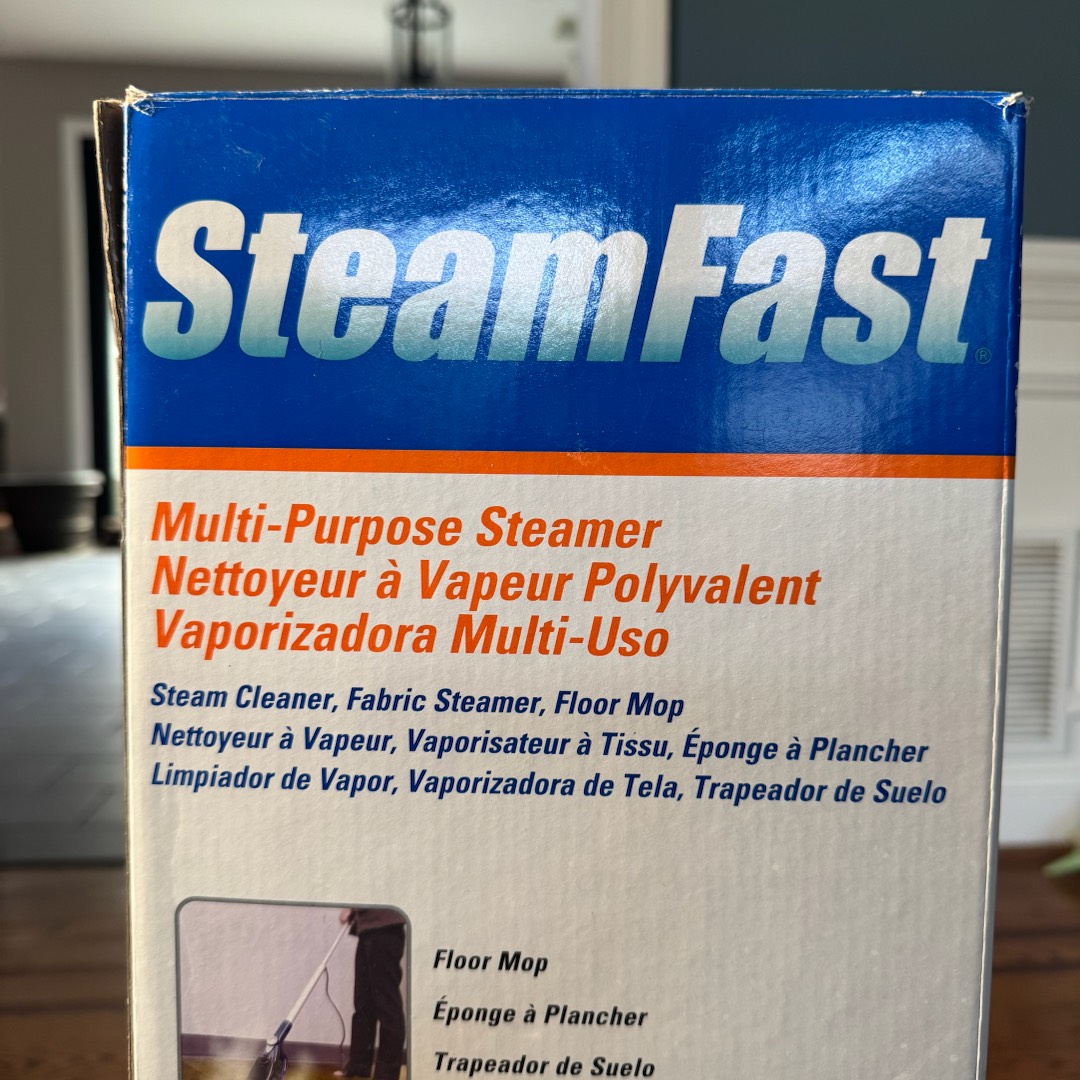 SteamFast®
Multi-Purpose Steamer
Nettoyeur à Vapeur Polyvalent
Vaporizadora Multi-Uso
Steam Cleaner, Fabric Steamer, Floor Mop
Nettoyeur à Vapeur, Vaporisateur à Tissu, Éponge à Plancher
Limpiador de Vapor, Vaporizadora de Tela, Trapeador de Suelo
Floor Mop
Éponge à Plancher
Trapeador de Suelo